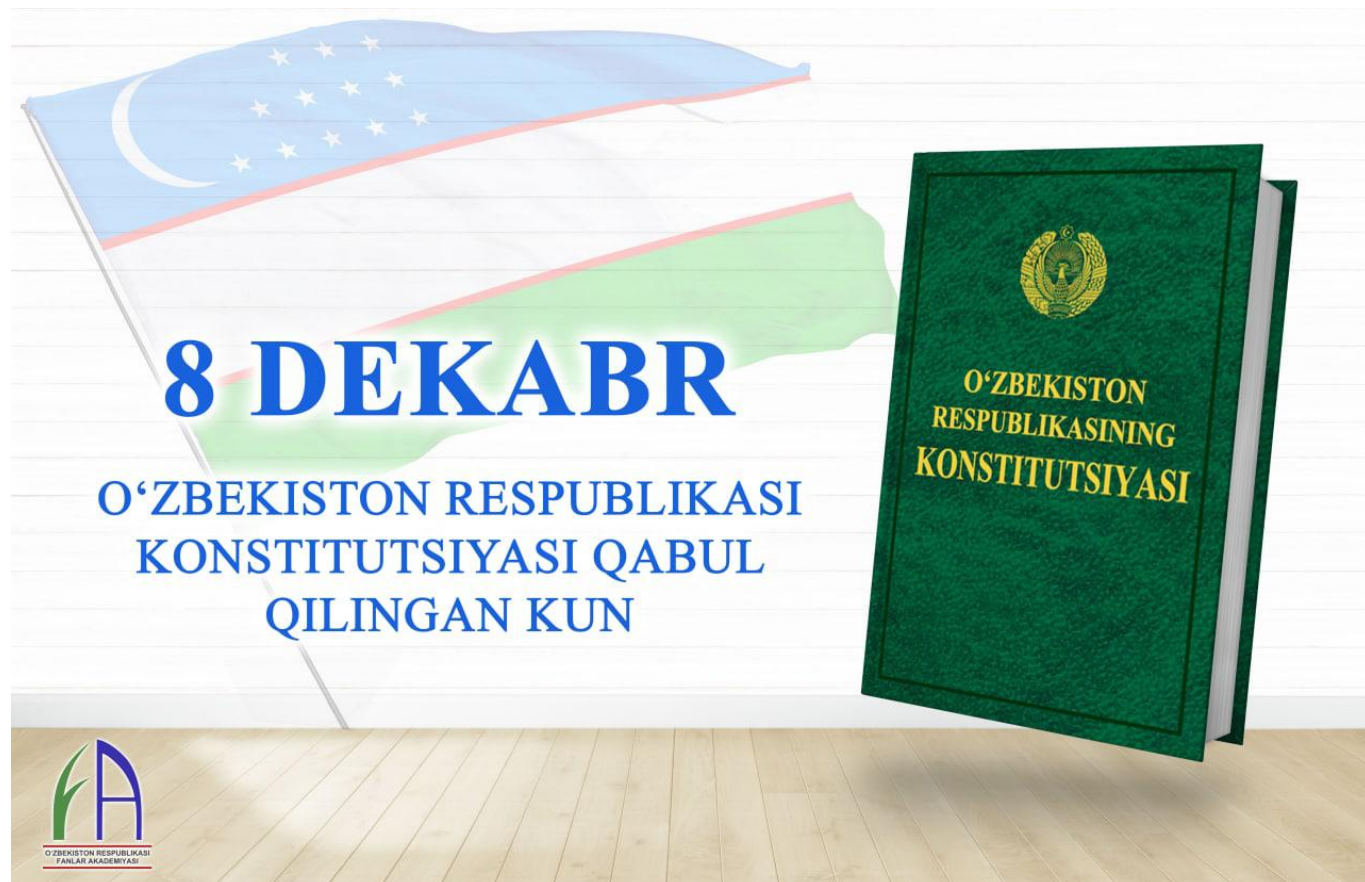 8 DEKABR
O‘ZBEKISTON RESPUBLIKASI
KONSTITUTSIYASI QABUL
QILINGAN KUN
O‘ZBEKISTON
RESPUBLIKASINING
KONSTITUTSIYASI
O‘ZBEKISTON RESPUBLIKASI
FANLAR AKADEMIYASI